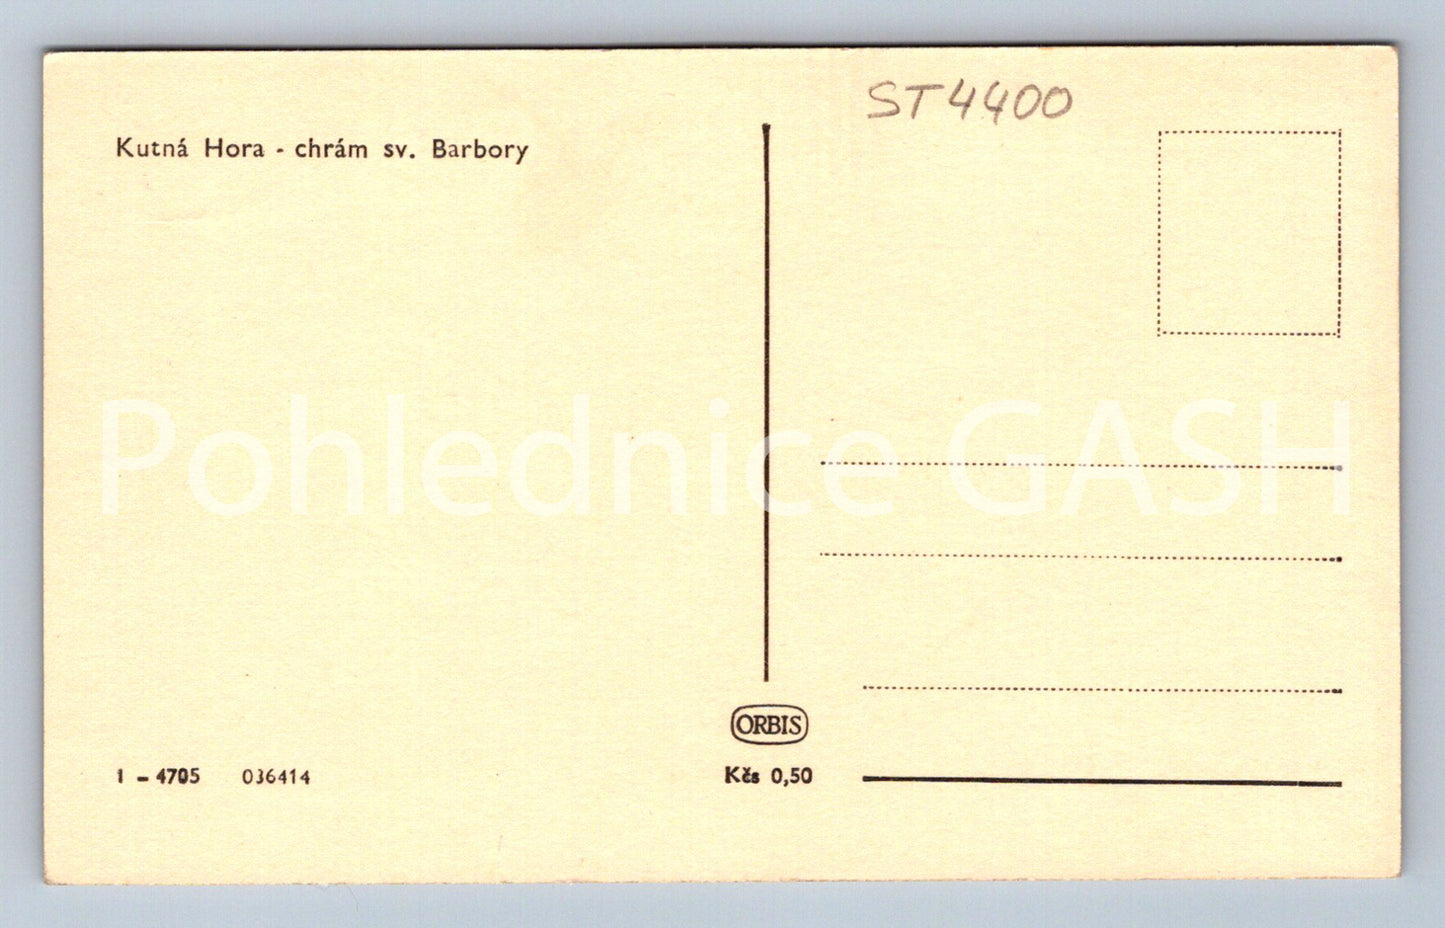 ST4400
Kutná Hora - chrám sv. Barbory
Pohlednice GASH
ORBIS
1 - 4705 036414
Kčs 0,50